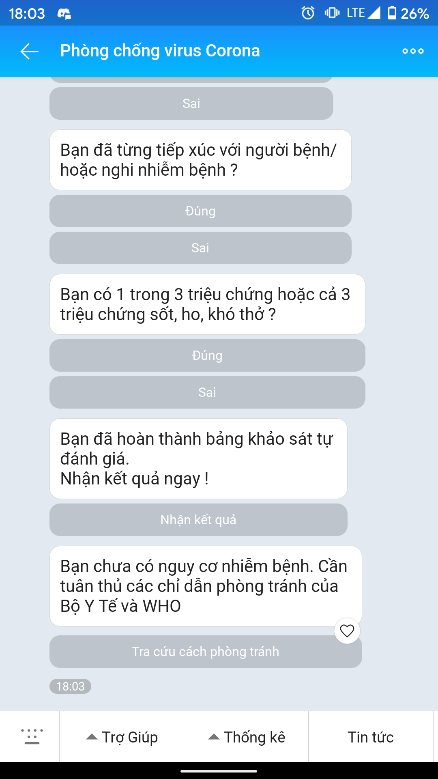 18:03 LTE 26%
Phòng chống virus Corona
Sai
Bạn đã từng tiếp xúc với người bệnh/
hoặc nghi nhiễm bệnh ?
Đúng
Sai
Bạn có 1 trong 3 triệu chứng hoặc cả 3
triệu chứng sốt, ho, khó thở ?
Đúng
Sai
Bạn đã hoàn thành bảng khảo sát tự
đánh giá.
Nhận kết quả ngay !
Nhận kết quả
Bạn chưa có nguy cơ nhiễm bệnh. Cần
tuân thủ các chỉ dẫn phòng tránh của
Bộ Y Tế và WHO
Tra cứu cách phòng tránh
18:03
Trợ Giúp
Thống kê
Tin tức